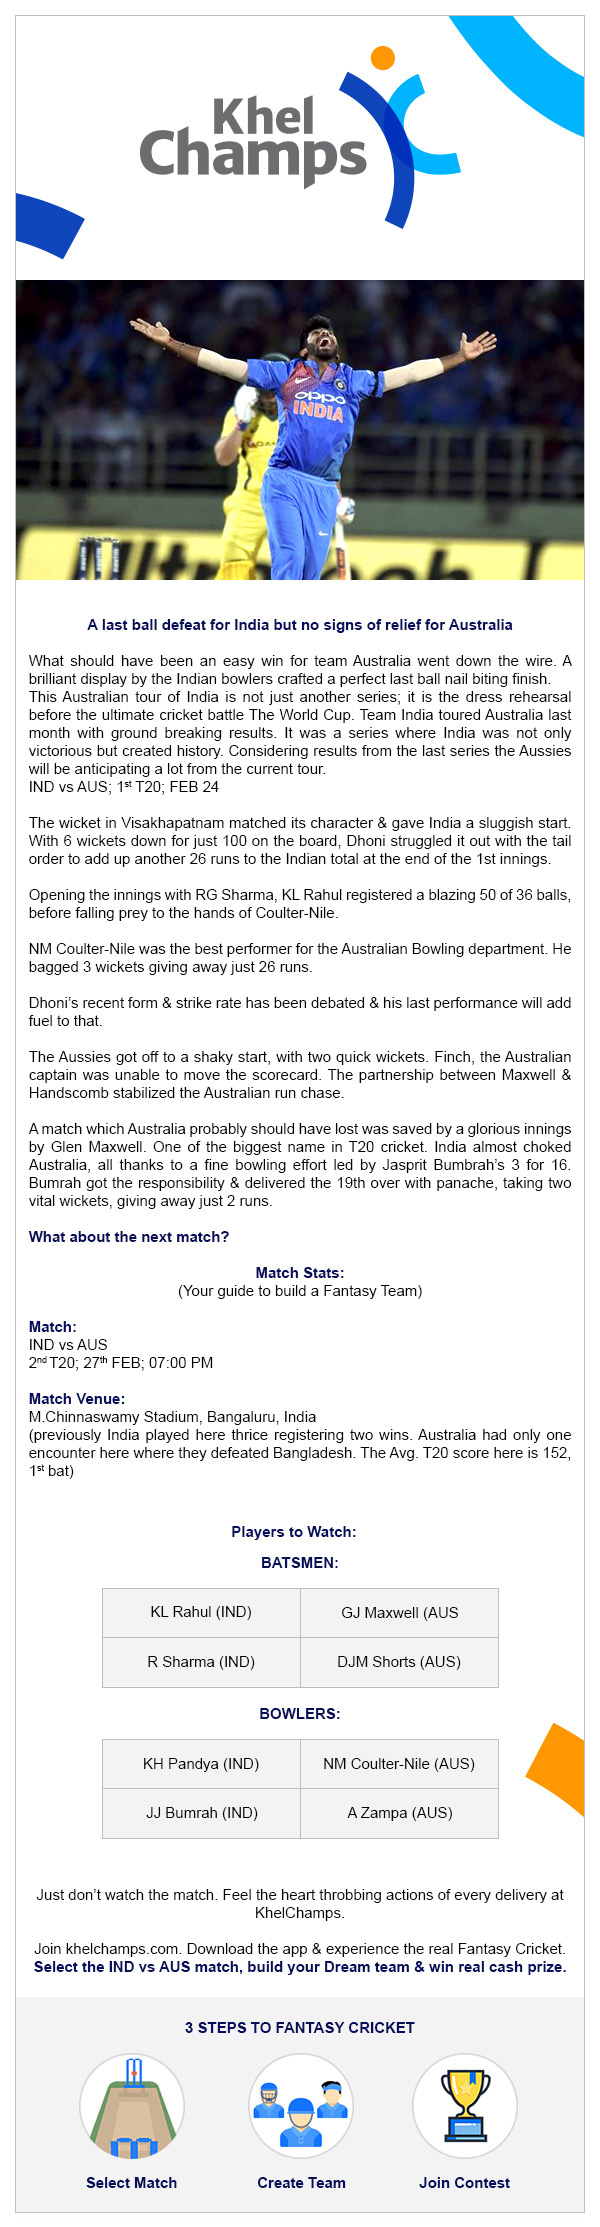 Khel
Champs
oppo
INDIA
A last ball defeat for India but no signs of relief for Australia
What should have been an easy win for team Australia went down the wire. A
brilliant display by the Indian bowlers crafted a perfect last ball nail biting finish.
This Australian tour of India is not just another series; it is the dress rehearsal
before the ultimate cricket battle The World Cup. Team India toured Australia last
month with ground breaking results. It was a series where India was not only
victorious but created history. Considering results from the last series the Aussies
will be anticipating a lot from the current tour.
IND vs AUS; 1st T20; FEB 24
The wicket in Visakhapatnam matched its character & gave India a sluggish start.
With 6 wickets down for just 100 on the board, Dhoni struggled it out with the tail
order to add up another 26 runs to the Indian total at the end of the 1st innings.
Opening the innings with RG Sharma, KL Rahul registered a blazing 50 of 36 balls,
before falling prey to the hands of Coulter-Nile.
NM Coulter-Nile was the best performer for the Australian Bowling department. He
bagged 3 wickets giving away just 26 runs.
Dhoni's recent form & strike rate has been debated & his last performance will add
fuel to that.
The Aussies got off to a shaky start, with two quick wickets. Finch, the Australian
captain was unable to move the scorecard. The partnership between Maxwell &
Handscomb stabilized the Australian run chase.
A match which Australia probably should have lost was saved by a glorious innings
by Glen Maxwell. One of the biggest name in T20 cricket. India almost choked
Australia, all thanks to a fine bowling effort led by Jasprit Bumbrah's 3 for 16.
Bumrah got the responsibility & delivered the 19th over with panache, taking two
vital wickets, giving away just 2 runs.
What about the next match?
Match Stats:
(Your guide to build a Fantasy Team)
Match:
IND vs AUS
2nd T20; 27th FEB; 07:00 PM
Match Venue:
M.Chinnaswamy Stadium, Bangaluru, India
(previously India played here thrice registering two wins. Australia had only one
encounter here where they defeated Bangladesh. The Avg. T20 score here is 152,
1st bat)
Players to Watch:
BATSMEN:
KL Rahul (IND) GJ Maxwell (AUS
R Sharma (IND) DJM Shorts (AUS)
BOWLERS:
KH Pandya (IND) NM Coulter-Nile (AUS)
JJ Bumrah (IND) A Zampa (AUS)
Just don't watch the match. Feel the heart throbbing actions of every delivery at
KhelChamps.
Join khelchamps.com. Download the app & experience the real Fantasy Cricket.
Select the IND vs AUS match, build your Dream team & win real cash prize.
3 STEPS TO FANTASY CRICKET
Select Match Create Team Join Contest